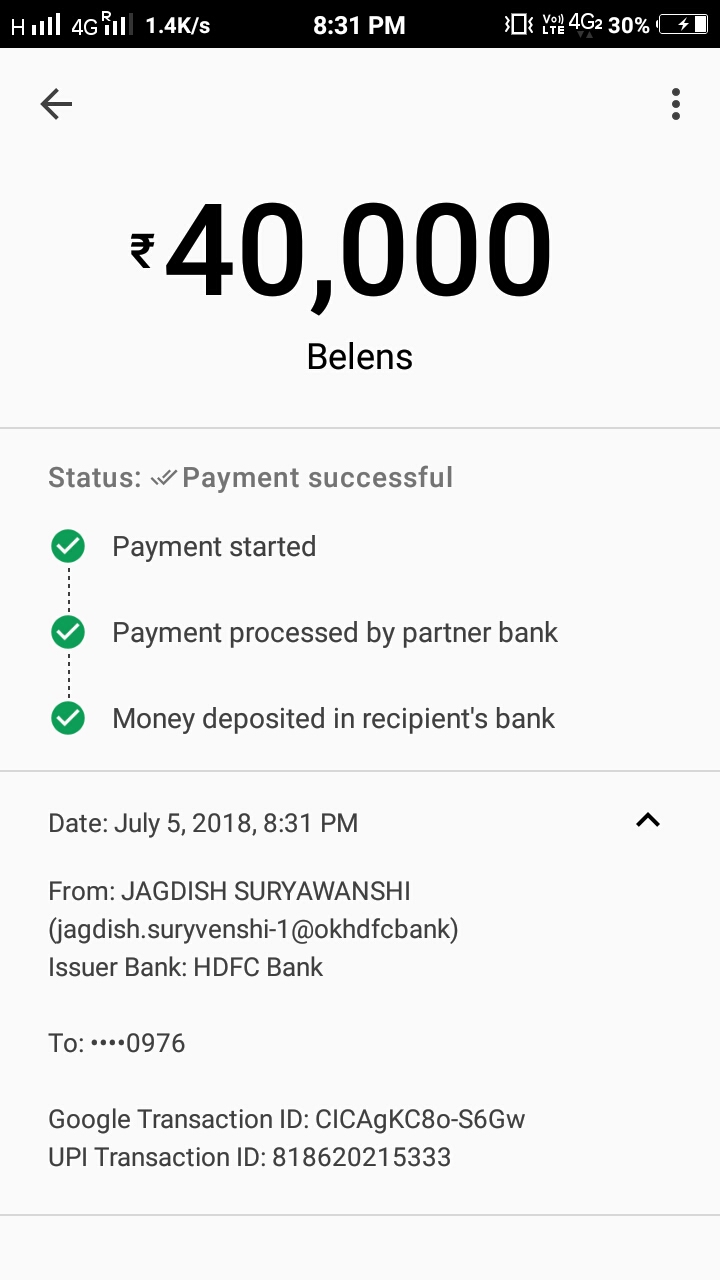 H 4G R 1.4K/s 8:31 PM Vo)) LTE 4G2 30%
₹40,000
Belens
Status: Payment successful
Payment started
Payment processed by partner bank
Money deposited in recipient's bank
Date: July 5, 2018, 8:31 PM
From: JAGDISH SURYAWANSHI
(jagdish.suryvenshi-1@okhdfcbank)
Issuer Bank: HDFC Bank
To: ••••0976
Google Transaction ID: CICAgKC8o-S6Gw
UPI Transaction ID: 818620215333